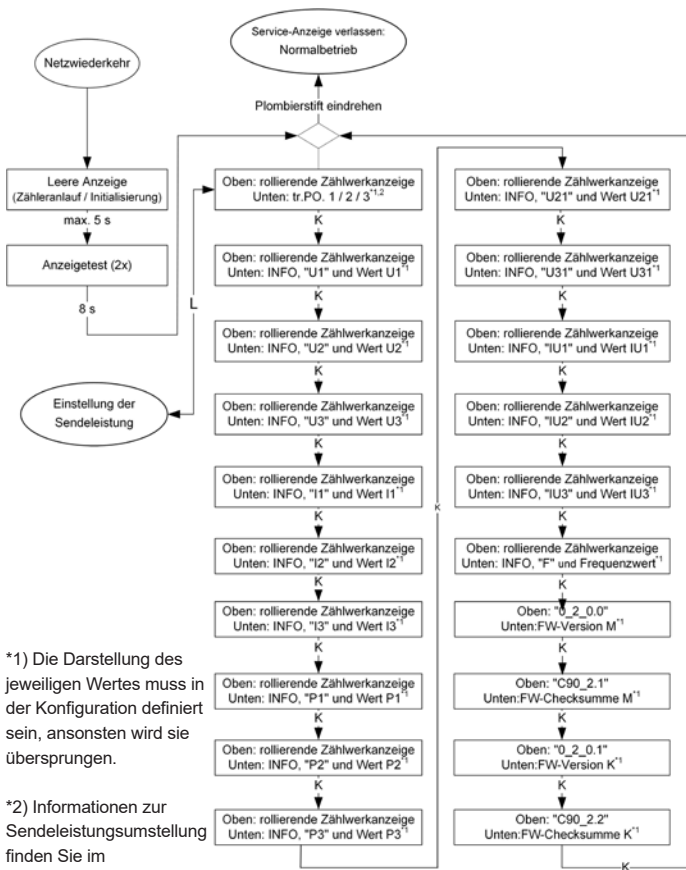 Service-Anzeige verlassen:
Normalbetrieb
Netzwiederkehr
Plombierstift eindrehen
Leere Anzeige
(Zähleranlauf / Initialisierung)
max. 5 s
Anzeigetest (2x)
8 s
L
Einstellung der
Sendeleistung
Oben: rollierende Zählwerkanzeige
Unten: tr.PO. 1 / 2 / 3*1,2
K
Oben: rollierende Zählwerkanzeige
Unten: INFO, "U1" und Wert U1*1
K
Oben: rollierende Zählwerkanzeige
Unten: INFO, "U2" und Wert U2*1
K
Oben: rollierende Zählwerkanzeige
Unten: INFO, "U3" und Wert U3*1
K
Oben: rollierende Zählwerkanzeige
Unten: INFO, "I1" und Wert I1*1
K
Oben: rollierende Zählwerkanzeige
Unten: INFO, "I2" und Wert I2*1
K
Oben: rollierende Zählwerkanzeige
Unten: INFO, "I3" und Wert I3*1
K
Oben: rollierende Zählwerkanzeige
Unten: INFO, "P1" und Wert P1*1
K
Oben: rollierende Zählwerkanzeige
Unten: INFO, "P2" und Wert P2*1
K
Oben: rollierende Zählwerkanzeige
Unten: INFO, "P3" und Wert P3*1
K
Oben: rollierende Zählwerkanzeige
Unten: INFO, "U21" und Wert U21*1
K
Oben: rollierende Zählwerkanzeige
Unten: INFO, "U31" und Wert U31*1
K
Oben: rollierende Zählwerkanzeige
Unten: INFO, "IU1" und Wert IU1*1
K
Oben: rollierende Zählwerkanzeige
Unten: INFO, "IU2" und Wert IU2*1
K
Oben: rollierende Zählwerkanzeige
Unten: INFO, "IU3" und Wert IU3*1
K
Oben: rollierende Zählwerkanzeige
Unten: INFO, "F" und Frequenzwert*1
K
Oben: "0_2_0.0"
Unten:FW-Version M*1
K
Oben: "C90_2.1"
Unten:FW-Checksumme M*1
K
Oben: "0_2_0.1"
Unten:FW-Version K*1
K
Oben: "C90_2.2"
Unten:FW-Checksumme K*1
K
*1) Die Darstellung des
jeweiligen Wertes muss in
der Konfiguration definiert
sein, ansonsten wird sie
übersprungen.
*2) Informationen zur
Sendeleistungsumstellung
finden Sie im